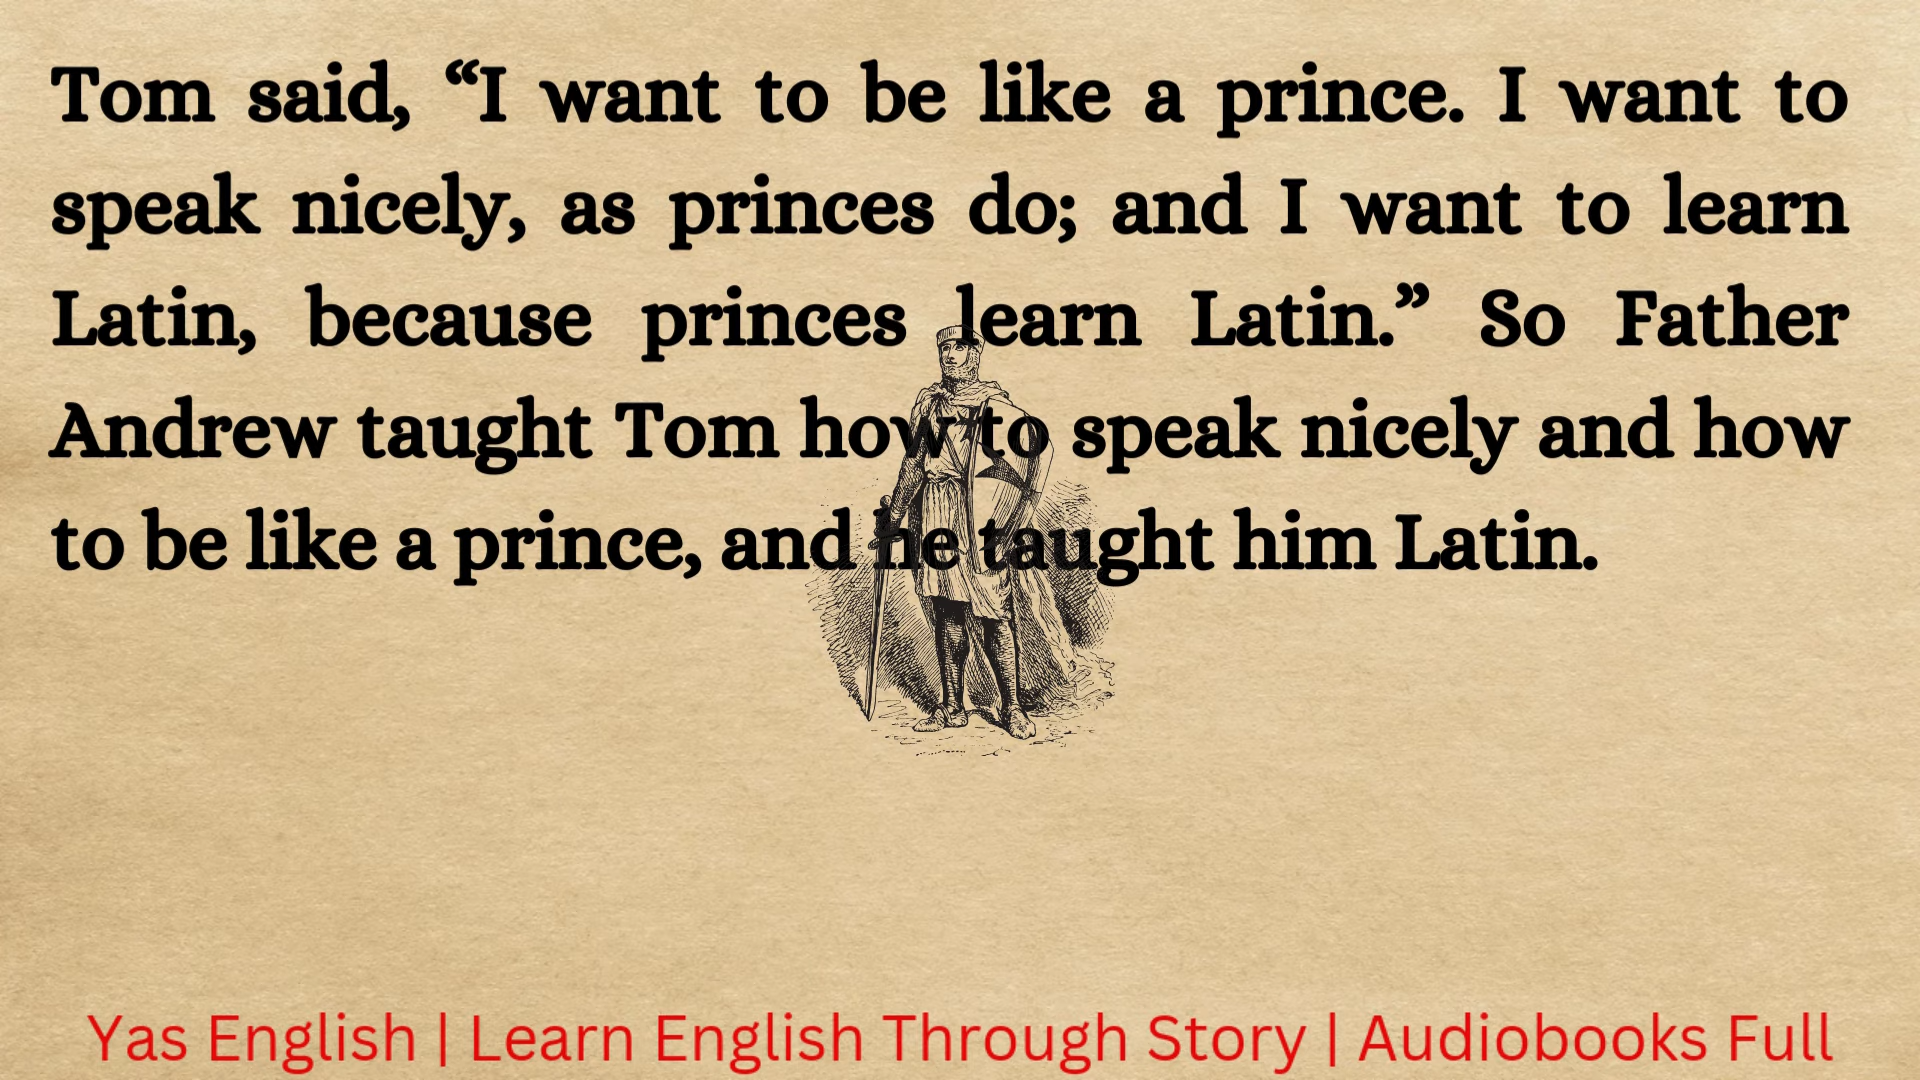 Tom said, “I want to be like a prince. I want to
speak nicely, as princes do; and I want to learn
Latin, because princes learn Latin.” So Father
Andrew taught Tom how to speak nicely and how
to be like a prince, and he taught him Latin.
Yas English | Learn English Through Story | Audiobooks Full